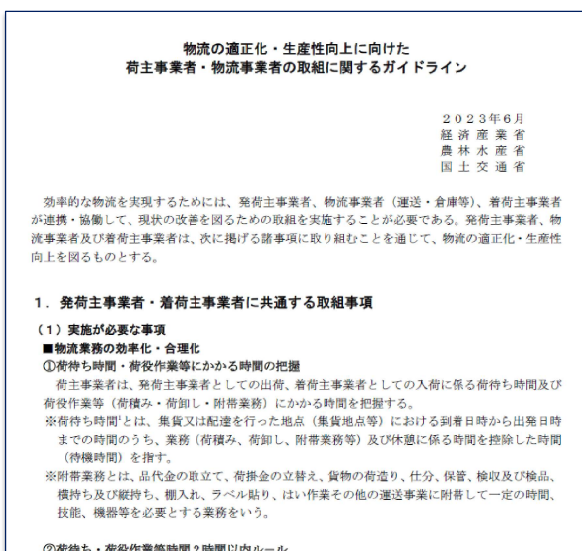 物流の適正化・生産性向上に向けた
荷主事業者・物流事業者の取組に関するガイドライン
2023年6月
経済産業省
農林水産省
国土交通省
効率的な物流を実現するためには、発荷主事業者、物流事業者（運送・倉庫等）、着荷主事業者
が連携・協働して、現状の改善を図るための取組を実施することが必要である。発荷主事業者、物
流事業者及び着荷主事業者は、次に掲げる諸事項に取り組むことを通じて、物流の適正化・生産性
向上を図るものとする。
1．発荷主事業者・着荷主事業者に共通する取組事項
（1）実施が必要な事項
■物流業務の効率化・合理化
①荷待ち時間・荷役作業等にかかる時間の把握
荷主事業者は、発荷主事業者としての出荷、着荷主事業者としての入荷に係る荷待ち時間及び
荷役作業等（荷積み・荷卸し・附帯業務）にかかる時間を把握する。
※荷待ち時間¹とは、集貨又は配達を行った地点（集貨地点等）における到着日時から出発日時
までの時間のうち、業務（荷積み、荷卸し、附帯業務等）及び休憩に係る時間を控除した時間
（待機時間）を指す。
※附帯業務とは、品代金の取立て、荷掛金の立替え、貨物の荷造り、仕分、保管、検収及び検品、
横持ち及び縦持ち、棚入れ、ラベル貼り、はい作業その他の運送事業に附帯して一定の時間、
技能、機器等を必要とする業務をいう。
②荷待ち・荷役作業等時間2時間以内ルール